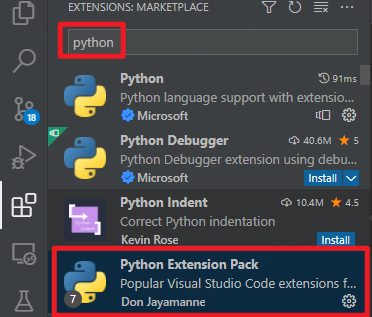 EXTENSIONS: MARKETPLACE
python
Python
91ms
Python language support with extensio...
Microsoft
18
Python Debugger
40.6M
5
Python Debugger extension using debu...
Microsoft
Install
Python Indent
10.4M
4.5
Correct Python indentation
Kevin Rose
Install
Python Extension Pack
Popular Visual Studio Code extensions f...
7
Don Jayamanne